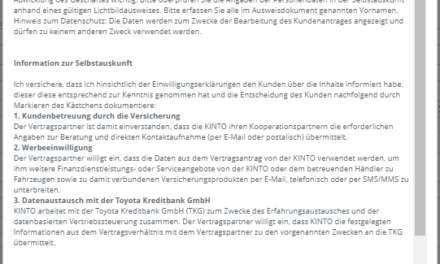 Abwicklung des Geschäftes wichtig. Bitte überprüfen Sie die Angaben der Personendaten in der Selbstauskunft
anhand eines gültigen Lichtbildausweises. Bitte erfassen Sie alle im Ausweisdokument genannten Vornamen.
Hinweis zum Datenschutz: Die Daten werden zum Zwecke der Bearbeitung des Kundenantrages angezeigt und
dürfen zu keinem anderen Zweck verwendet werden.
Information zur Selbstauskunft
Ich versichere, dass ich hinsichtlich der Einwilligungserklärungen den Kunden über die Inhalte informiert habe,
dieser diese entsprechend zur Kenntnis genommen hat und die Entscheidung des Kunden nachfolgend durch
Markieren des Kästchens dokumentiere:
1. Kundenbetreuung durch die Versicherung
Der Vertragspartner ist damit einverstanden, dass die KINTO ihren Kooperationspartnern die erforderlichen
Angaben zur Beratung und direkten Kontaktaufnahme (per E-Mail oder postalisch) übermittelt.
2. Werbeeinwilligung
Der Vertragspartner willigt ein, dass die Daten aus dem Vertragsantrag von der KINTO verwendet werden, um
ihm weitere Finanzdienstleistungs- oder Serviceangebote von der KINTO oder dem betreuenden Händler zu
Fahrzeugen sowie zu damit verbundenen Versicherungsprodukten per E-Mail, telefonisch oder per SMS/MMS zu
unterbreiten.
3. Datenaustausch mit der Toyota Kreditbank GmbH
KINTO arbeitet mit der Toyota Kreditbank GmbH (TKG) zum Zwecke des Erfahrungsaustausches und der
datenbasierten Vertriebssteuerung zusammen. Der Vertragspartner willigt ein, dass KINTO die festgelegten
Informationen aus dem Vertragsverhältnis mit dem Vertragspartner zu den vorgenannten Zwecken an die TKG
übermittelt.